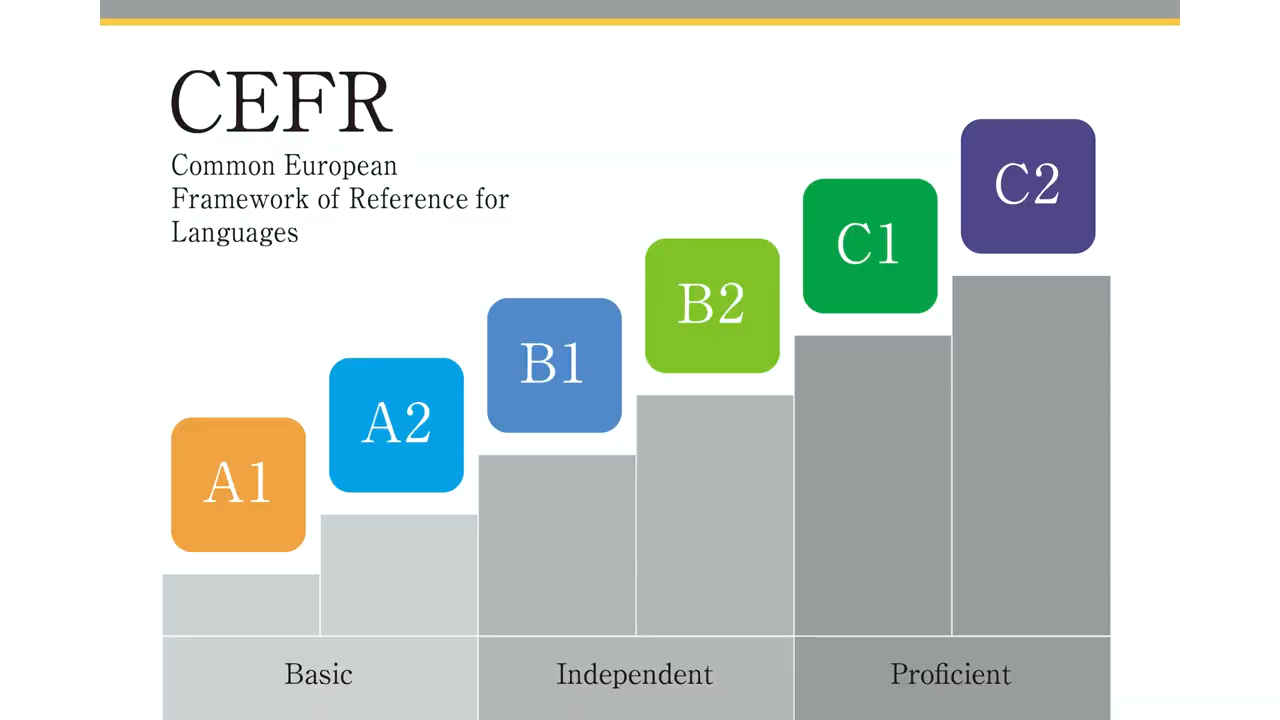 CEFR
Common European
Framework of Reference for
Languages
C2
C1
B2
B1
A2
A1
Basic
Independent
Proficient